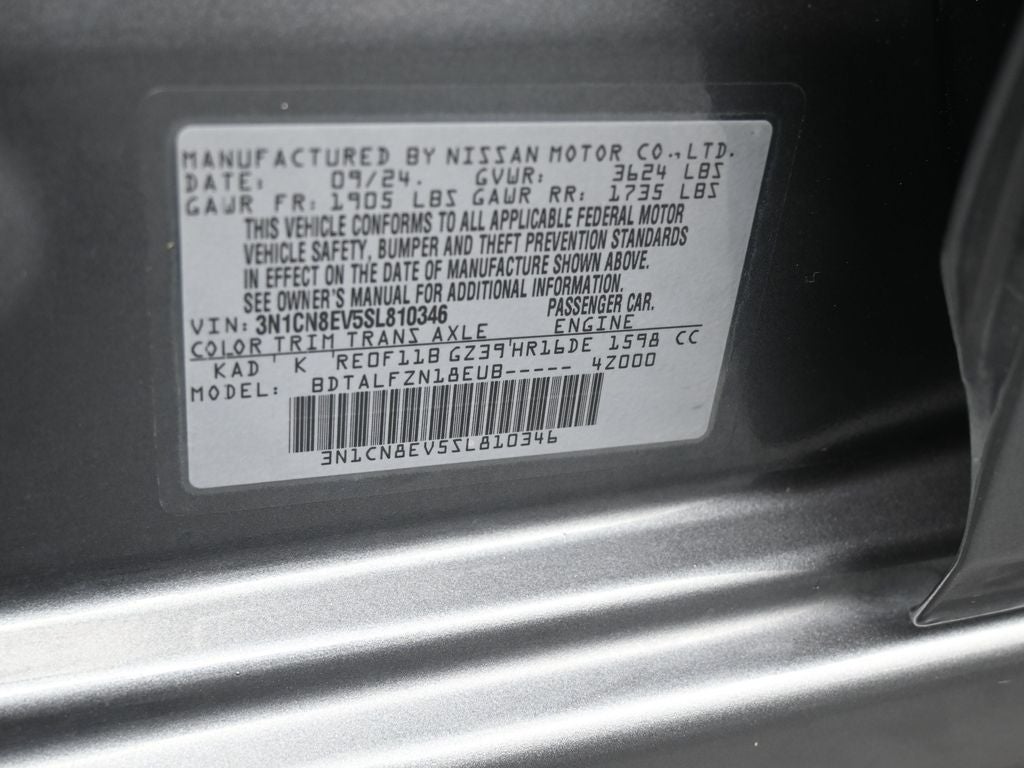 MANUFACTURED BY NISSAN MOTOR CO.,LTD.
DATE: 09/24. GVWR: 3624 LBS
GAWR FR: 1905 LBS GAWR RR: 1735 LBS
THIS VEHICLE CONFORMS TO ALL APPLICABLE FEDERAL MOTOR
VEHICLE SAFETY, BUMPER AND THEFT PREVENTION STANDARDS
IN EFFECT ON THE DATE OF MANUFACTURE SHOWN ABOVE.
SEE OWNER'S MANUAL FOR ADDITIONAL INFORMATION.
VIN: 3N1CN8EV5SL810346 PASSENGER CAR.
COLOR TRIM TRANS AXLE ENGINE
KAD K RE0F11B GZ39 HR16DE 1598 CC
MODEL: BDTALFZN18EUB----- 4Z000
3N1CN8EV5SL810346